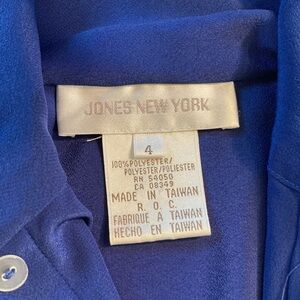 JONES NEW YORK
4
100%POLYESTER/
POLYESTER/POLIESTER
RN 54050
CA 08349
MADE IN TAIWAN
R. O. C.
FABRIQUE A TAIWAN
HECHO EN TAIWAN